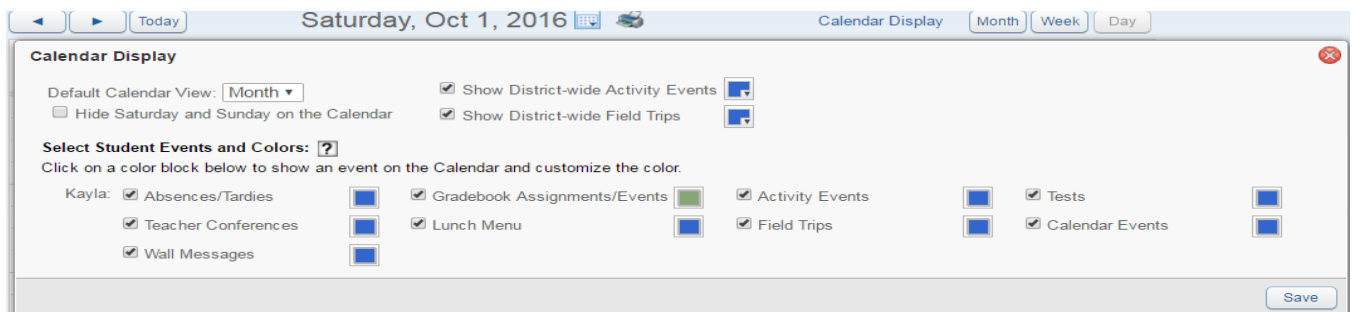 Today Saturday, Oct 1, 2016 Calendar Display Month Week Day
Calendar Display
Default Calendar View: Month Show District-wide Activity Events
Hide Saturday and Sunday on the Calendar Show District-wide Field Trips
Select Student Events and Colors: ?
Click on a color block below to show an event on the Calendar and customize the color.
Kayla: Absences/Tardies Gradebook Assignments/Events Activity Events Tests
Teacher Conferences Lunch Menu Field Trips Calendar Events
Wall Messages
Save